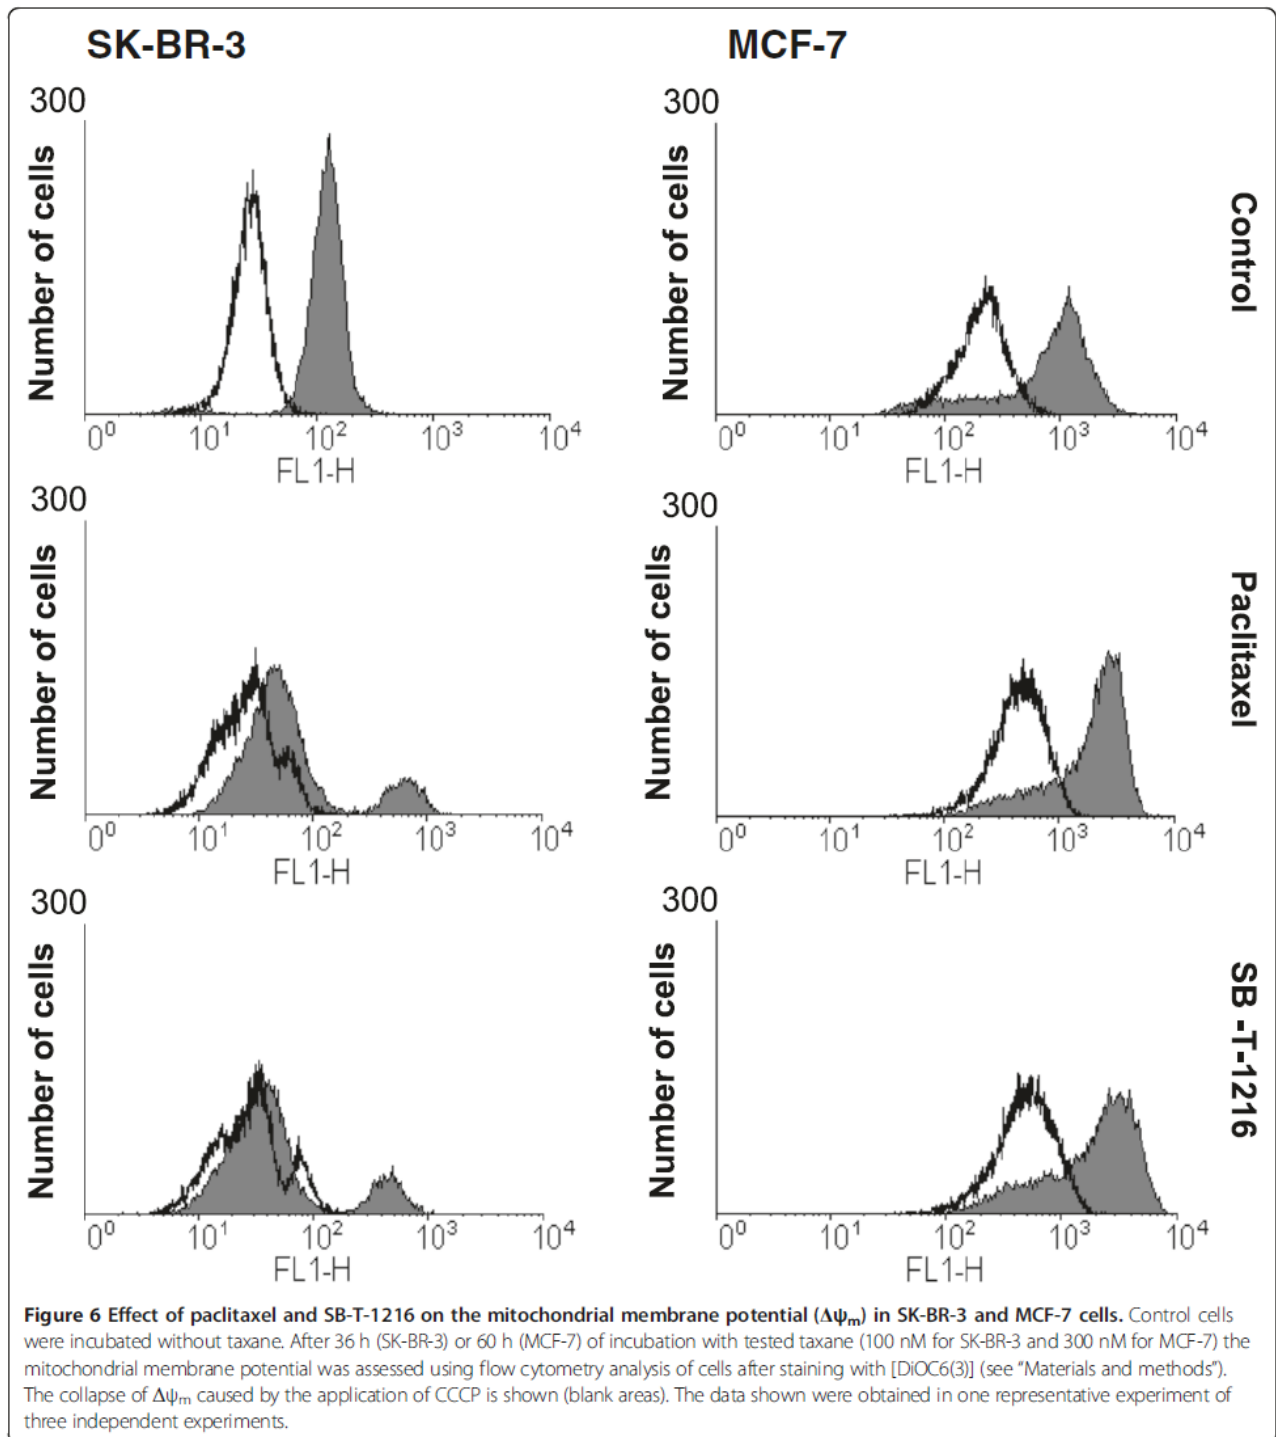 SK-BR-3
MCF-7
300
300
Number of cells
Number of cells
Control
10⁰ 10¹ 10² 10³ 10⁴
10⁰ 10¹ 10² 10³ 10⁴
FL1-H
FL1-H
300
300
Number of cells
Number of cells
Paclitaxel
10⁰ 10¹ 10² 10³ 10⁴
10⁰ 10¹ 10² 10³ 10⁴
FL1-H
FL1-H
300
300
Number of cells
Number of cells
SB -T-1216
10⁰ 10¹ 10² 10³ 10⁴
10⁰ 10¹ 10² 10³ 10⁴
FL1-H
FL1-H
Figure 6 Effect of paclitaxel and SB-T-1216 on the mitochondrial membrane potential (Δψm) in SK-BR-3 and MCF-7 cells. Control cells
were incubated without taxane. After 36 h (SK-BR-3) or 60 h (MCF-7) of incubation with tested taxane (100 nM for SK-BR-3 and 300 nM for MCF-7) the
mitochondrial membrane potential was assessed using flow cytometry analysis of cells after staining with [DiOC6(3)] (see “Materials and methods”).
The collapse of Δψm caused by the application of CCCP is shown (blank areas). The data shown were obtained in one representative experiment of
three independent experiments.